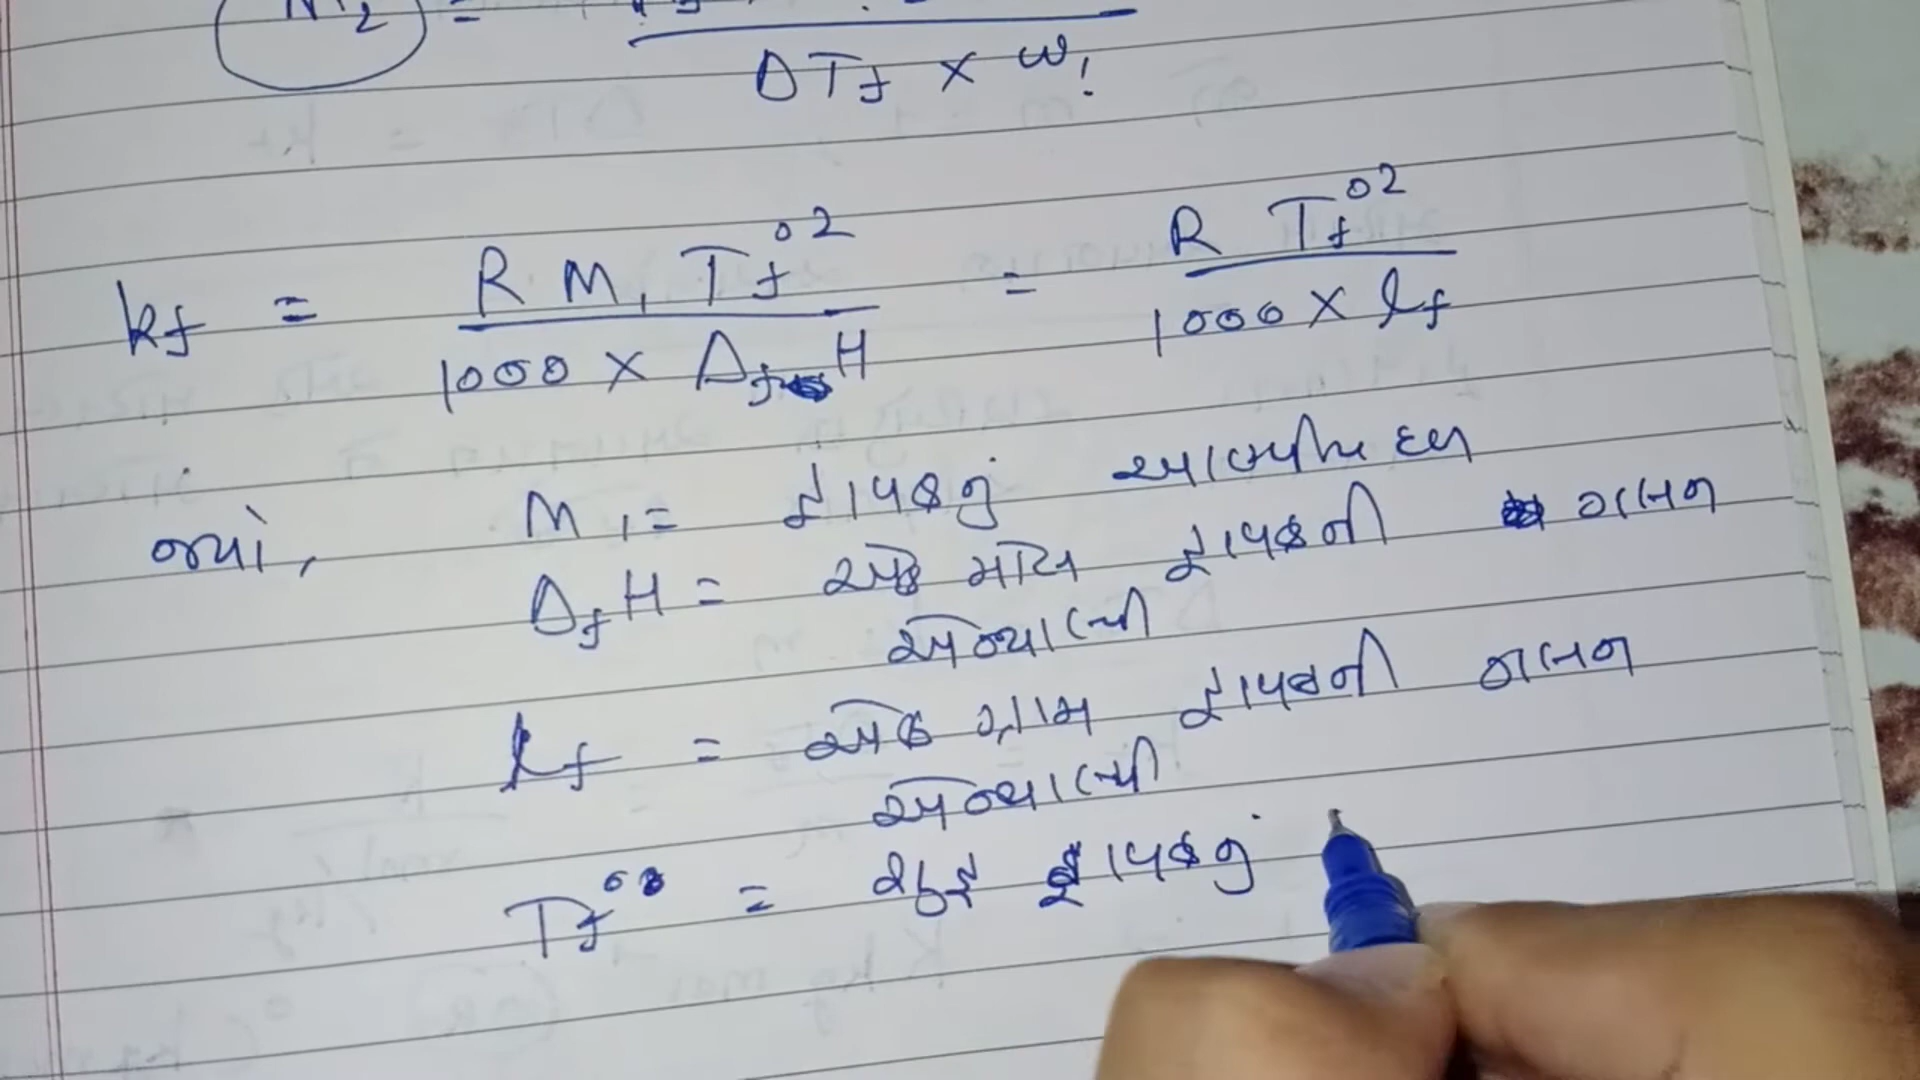 M₂ =
ΔTf × w₁
kf = R M₁ Tf°² / 1000 × ΔfH = R Tf°² / 1000 × lf
જ્યાં, M₁ = દ્રાવકનું આણ્વીય દળ
ΔfH = એક મોલ દ્રાવકની ગલન
એન્થાલ્પી
lf = એક ગ્રામ દ્રાવકની ગલન
એન્થાલ્પી
Tf° = શુદ્ધ દ્રાવકનું